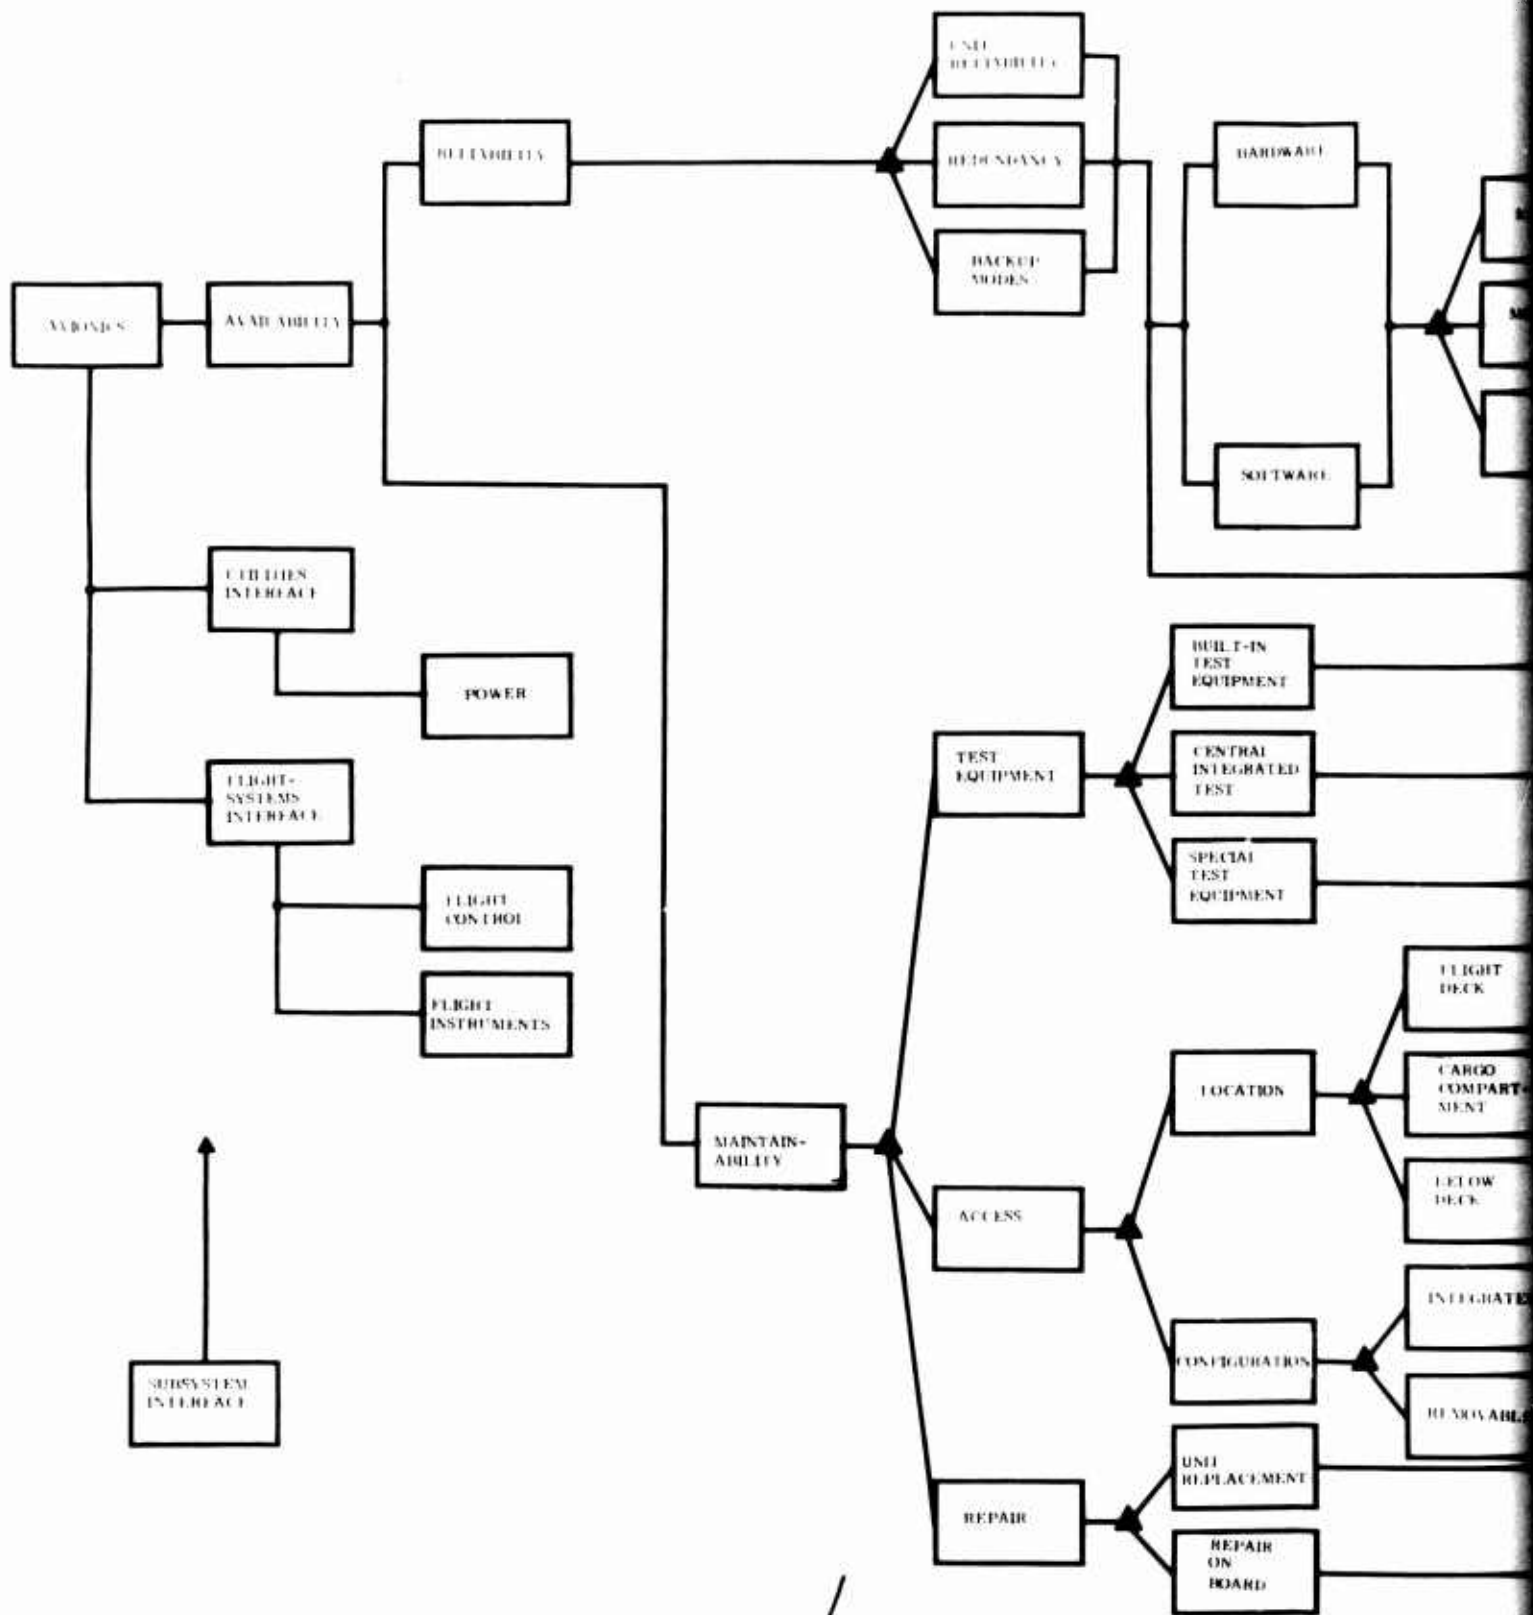 UNIT
RELIABILITY
RELIABILITY
REDUNDANCY
HARDWARE
BACKUP
MODES
AVIONICS
AVAILABILITY
SOFTWARE
UTILITIES
INTERFACE
POWER
BUILT-IN
TEST
EQUIPMENT
TEST
EQUIPMENT
CENTRAL
INTEGRATED
TEST
FLIGHT-
SYSTEMS
INTERFACE
SPECIAL
TEST
EQUIPMENT
FLIGHT
CONTROL
FLIGHT
INSTRUMENTS
FLIGHT
DECK
CARGO
COMPART-
MENT
LOCATION
MAINTAIN-
ABILITY
BELOW
DECK
ACCESS
INTEGRATE
CONFIGURATION
SUBSYSTEM
INTERFACE
REMOVABL
UNIT
REPLACEMENT
REPAIR
REPAIR
ON
BOARD